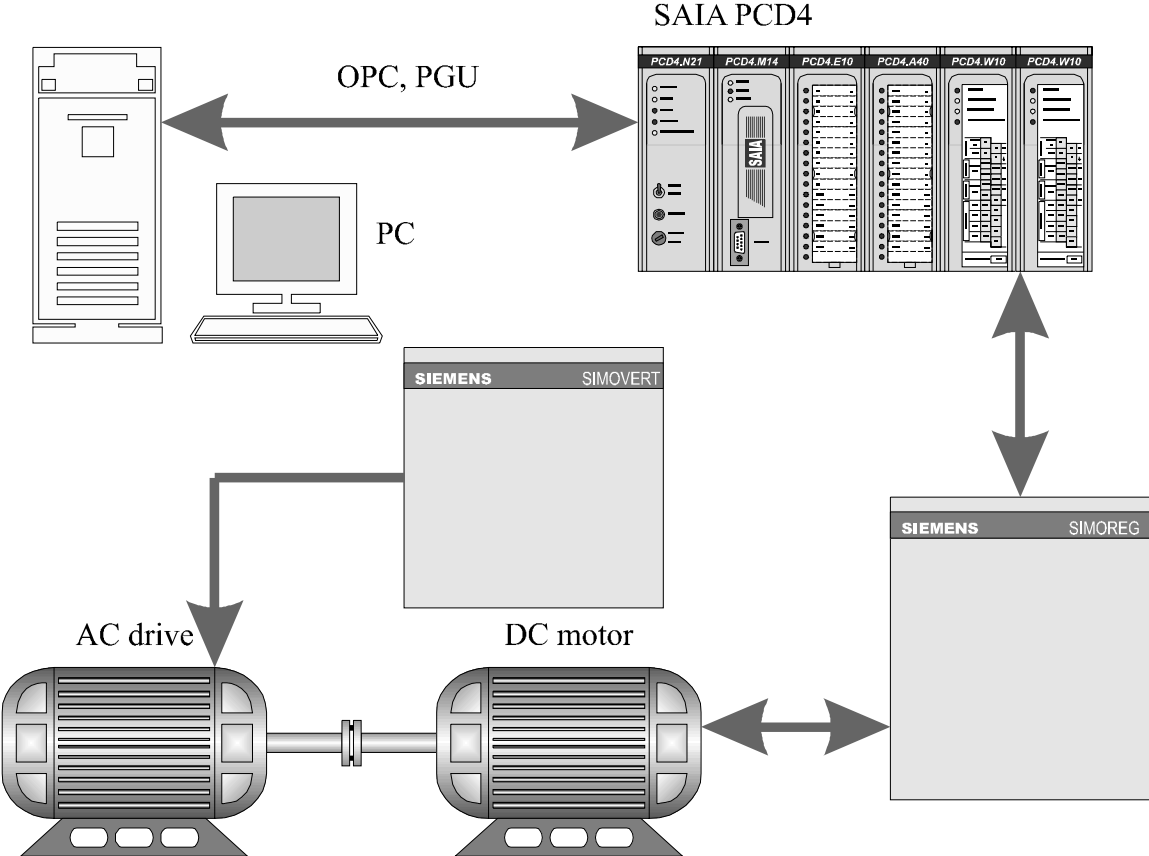 SAIA PCD4
OPC, PGU
PCD4.N21 PCD4.M14 PCD4.E10 PCD4.A40 PCD4.W10 PCD4.W10
SAIA
PC
SIEMENS SIMOVERT
SIEMENS SIMOREG
AC drive
DC motor